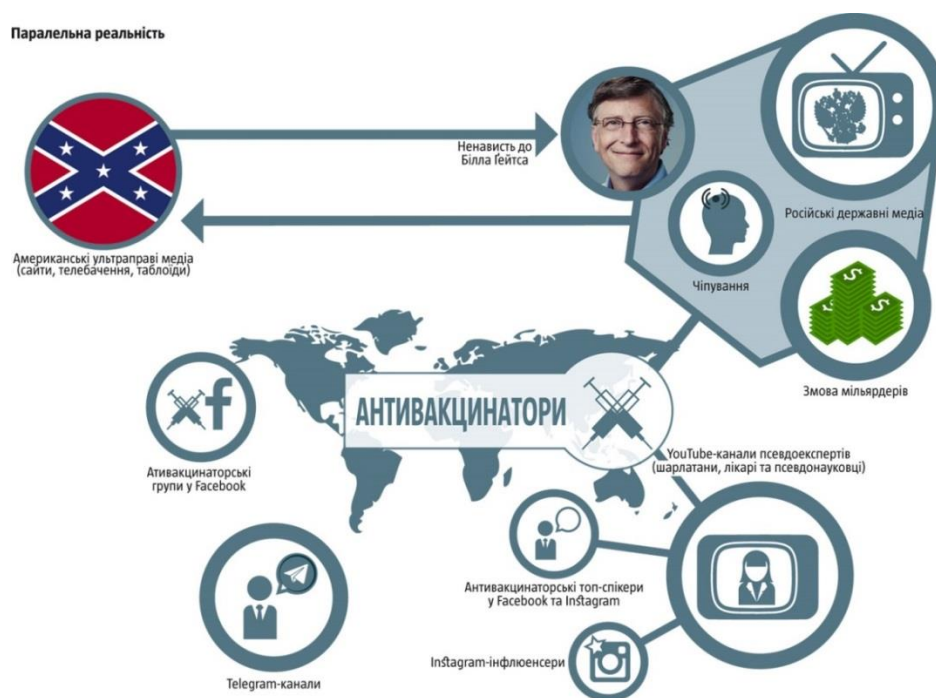 Паралельна реальність
Ненависть до
Білла Ґейтса
Російські державні медіа
Американські ультраправі медіа
(сайти, телебачення, таблоїди)
Чіпування
Змова мільярдерів
АНТИВАКЦИНАТОРИ
Ативакцинаторські
групи у Facebook
YouTube-канали псевдоекспертів
(шарлатани, лікарі та псевдонауковці)
Антивакцинаторські топ-спікери
у Facebook та Instagram
Instagram-інфлюенсери
Telegram-канали